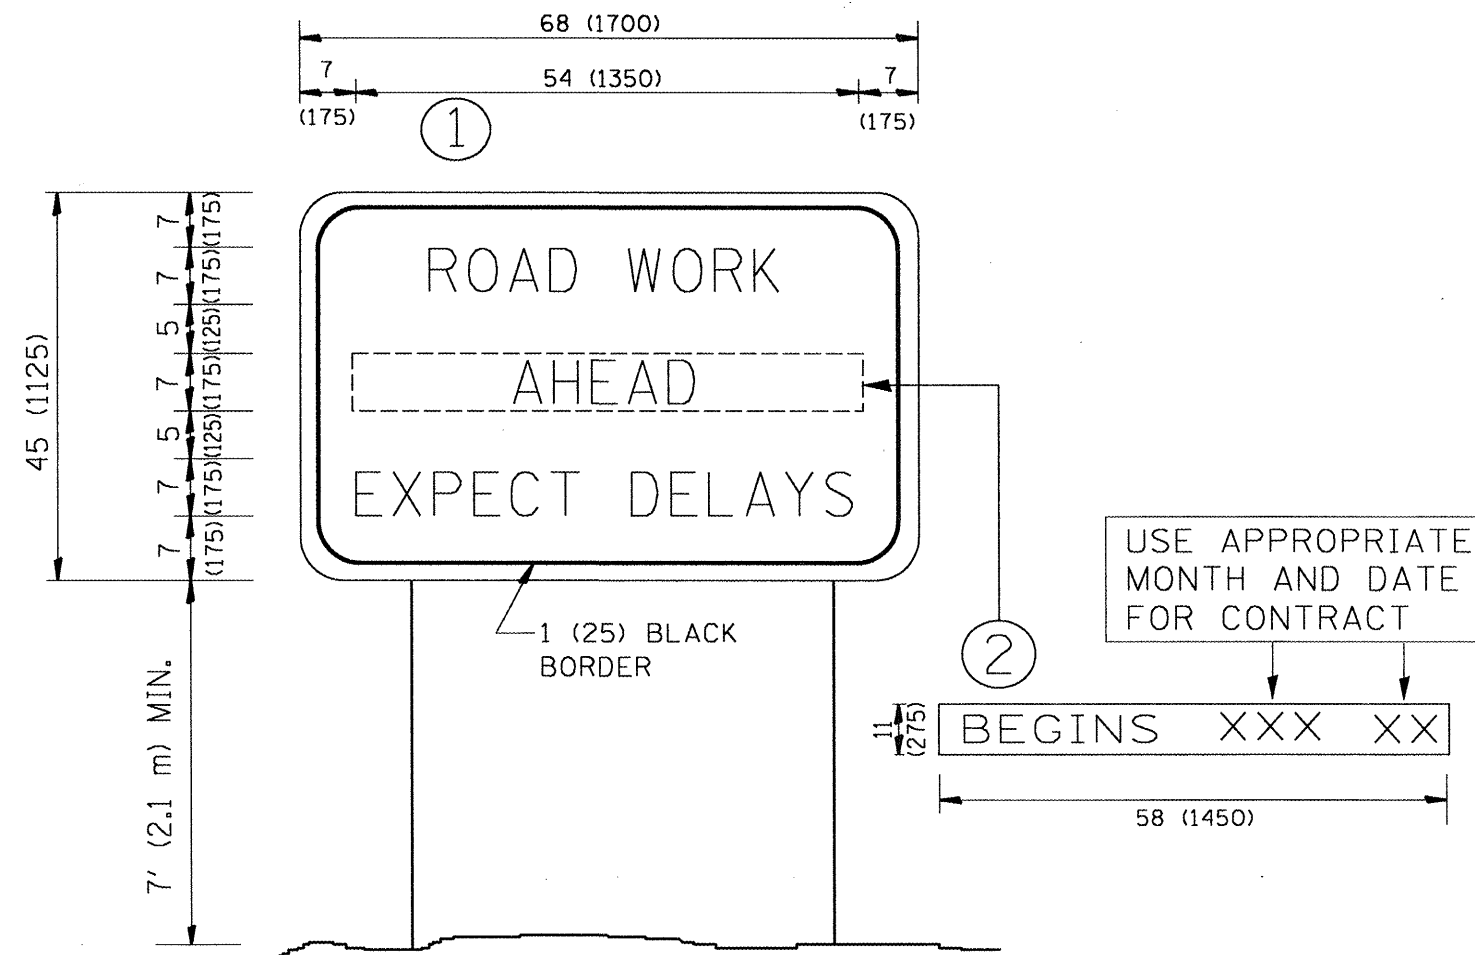 68 (1700)
7
54 (1350)
7
(175)
(175)
1
45 (1125)
7 (175)
7 (175)
5 (125)
7 (175)
5 (125)
7 (175)
7 (175)
ROAD WORK
AHEAD
EXPECT DELAYS
1 (25) BLACK
BORDER
7' (2.1 m) MIN.
USE APPROPRIATE
MONTH AND DATE
FOR CONTRACT
2
11
(275)
BEGINS XXX XX
58 (1450)